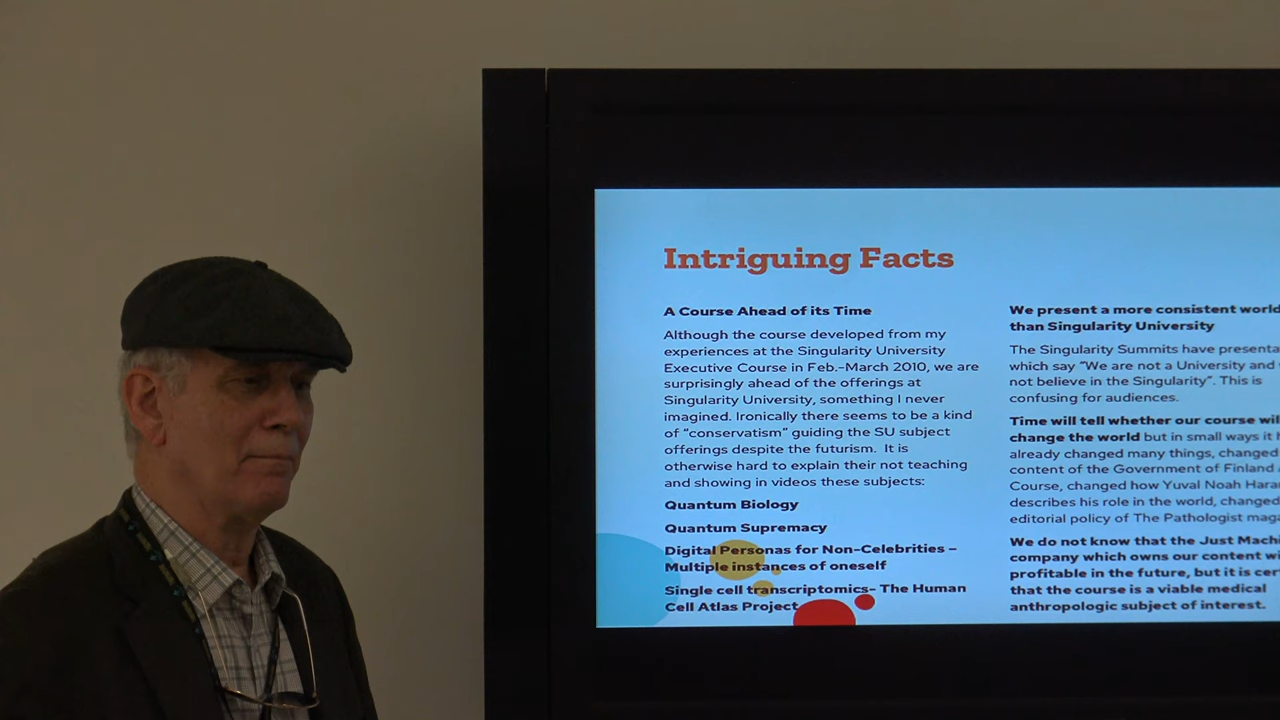 Intriguing Facts
A Course Ahead of its Time
Although the course developed from my
experiences at the Singularity University
Executive Course in Feb.-March 2010, we are
surprisingly ahead of the offerings at
Singularity University, something I never
imagined. Ironically there seems to be a kind
of “conservatism” guiding the SU subject
offerings despite the futurism. It is
otherwise hard to explain their not teaching
and showing in videos these subjects:
Quantum Biology
Quantum Supremacy
Digital Personas for Non-Celebrities –
Multiple instances of oneself
Single cell transcriptomics- The Human
Cell Atlas Project
We present a more consistent world
than Singularity University
The Singularity Summits have
which say “We are not a University and
not believe in the Singularity”. This is
confusing for audiences.
Time will tell whether our course
change the world but in small ways it
already changed many things, changed
content of the Government of Finland
Course, changed how Yuval Noah
describes his role in the world, changed
editorial policy of The Pathologist
We do not know that the Just
company which owns our content
profitable in the future, but it is
that the course is a viable medical
anthropologic subject of interest.